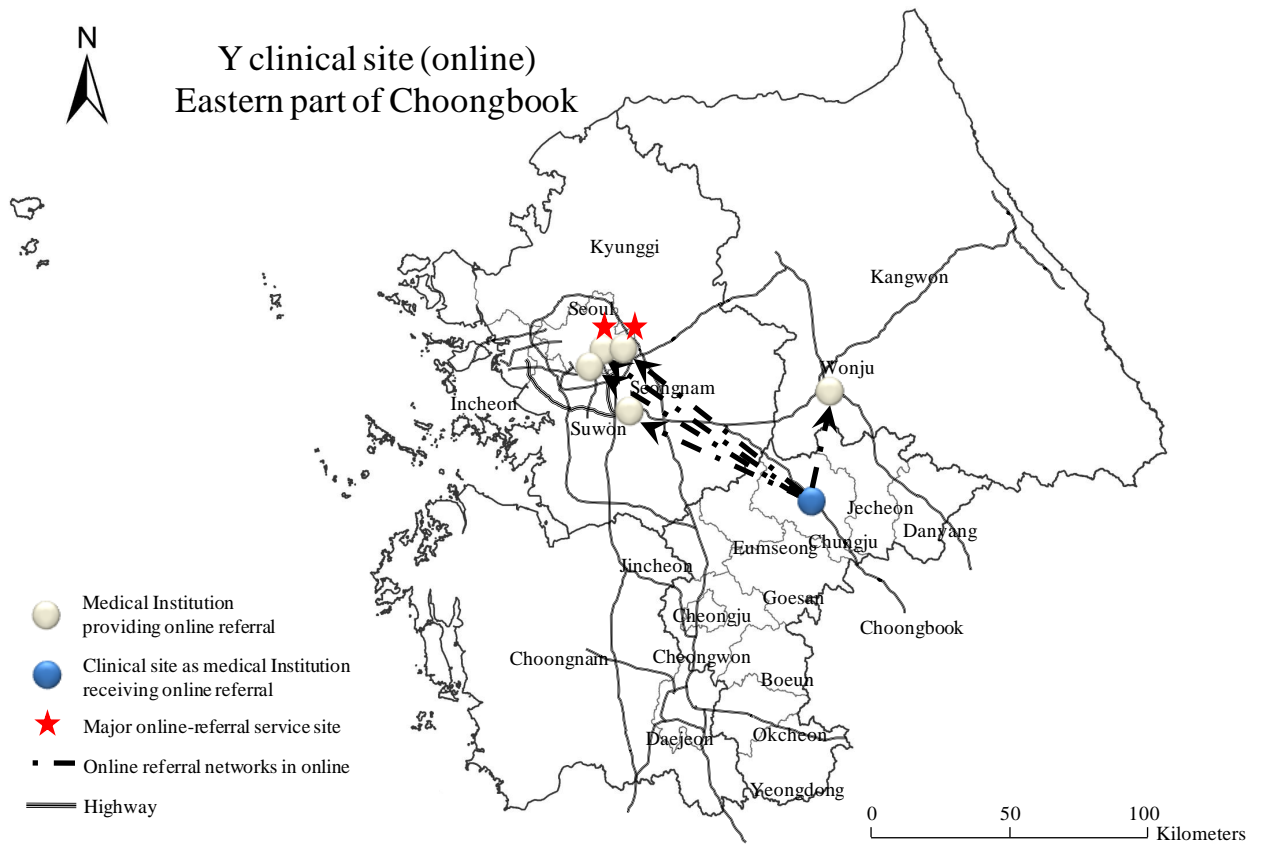 N
Y clinical site (online)
Eastern part of Choongbook
Kyunggi
Kangwon
Seoul
Wonju
Seongnam
Incheon
Suwon
Jecheon
Danyang
Eumseong
Chungju
Jincheon
Goesan
Cheongju
Choongbook
Choongnam
Cheongwon
Boeun
Okcheon
Daejeon
Yeongdong
Medical Institution
providing online referral
Clinical site as medical Institution
receiving online referral
Major online-referral service site
Online referral networks in online
Highway
0 50 100
Kilometers